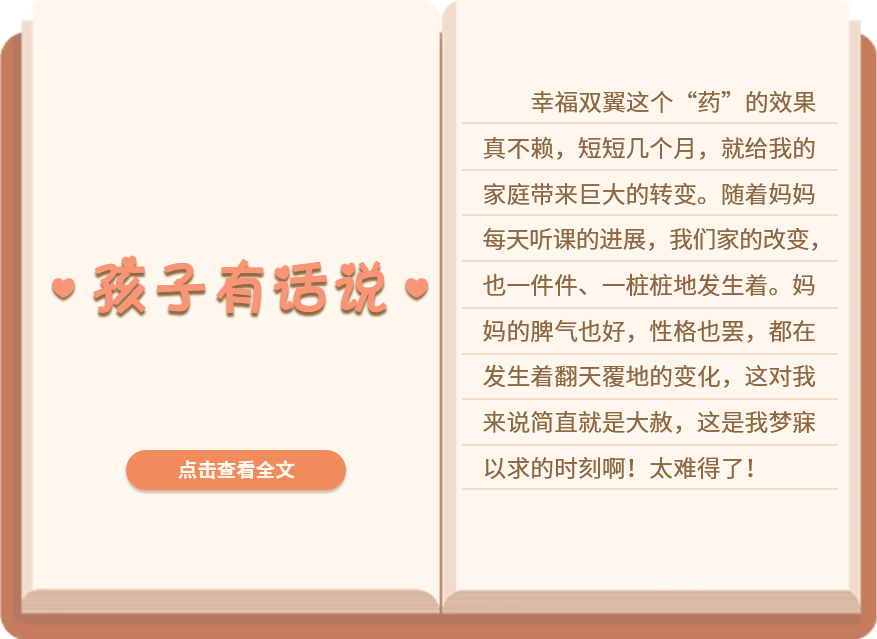 孩子有话说
点击查看全文
幸福双翼这个“药”的效果
真不赖，短短几个月，就给我的
家庭带来巨大的转变。随着妈妈
每天听课的进展，我们家的改变，
也一件件、一桩桩地发生着。妈
妈的脾气也好，性格也罢，都在
发生着翻天覆地的变化，这对我
来说简直就是大赦，这是我梦寐
以求的时刻啊！太难得了！